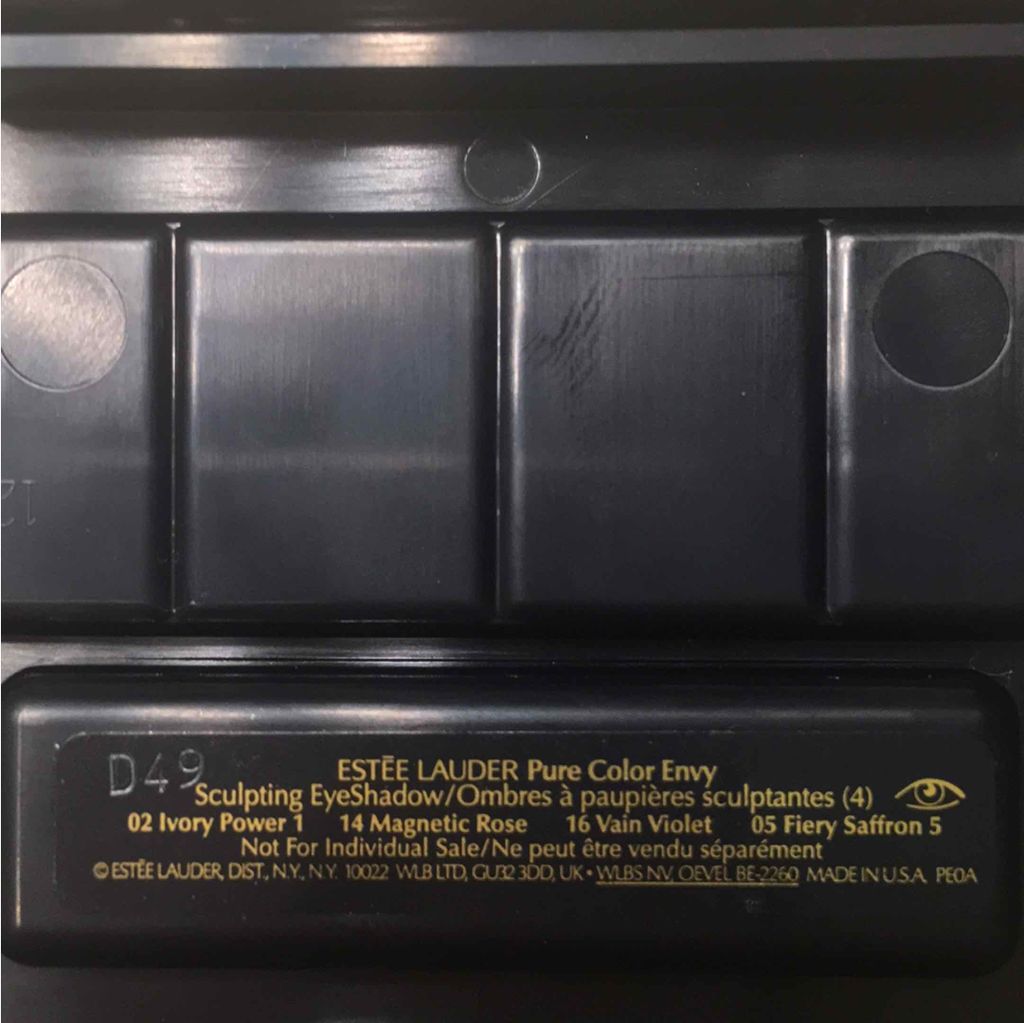 12
D49
ESTĒE LAUDER Pure Color Envy
Sculpting EyeShadow/Ombres à paupières sculptantes (4)
02 Ivory Power 1 14 Magnetic Rose 16 Vain Violet 05 Fiery Saffron 5
Not For Individual Sale/Ne peut être vendu séparément
© ESTĒE LAUDER, DIST., N.Y., N.Y. 10022 WLB LTD, GU32 3DD, UK • WLBS NV, OEVEL BE-2260 MADE IN U.S.A. PE0A